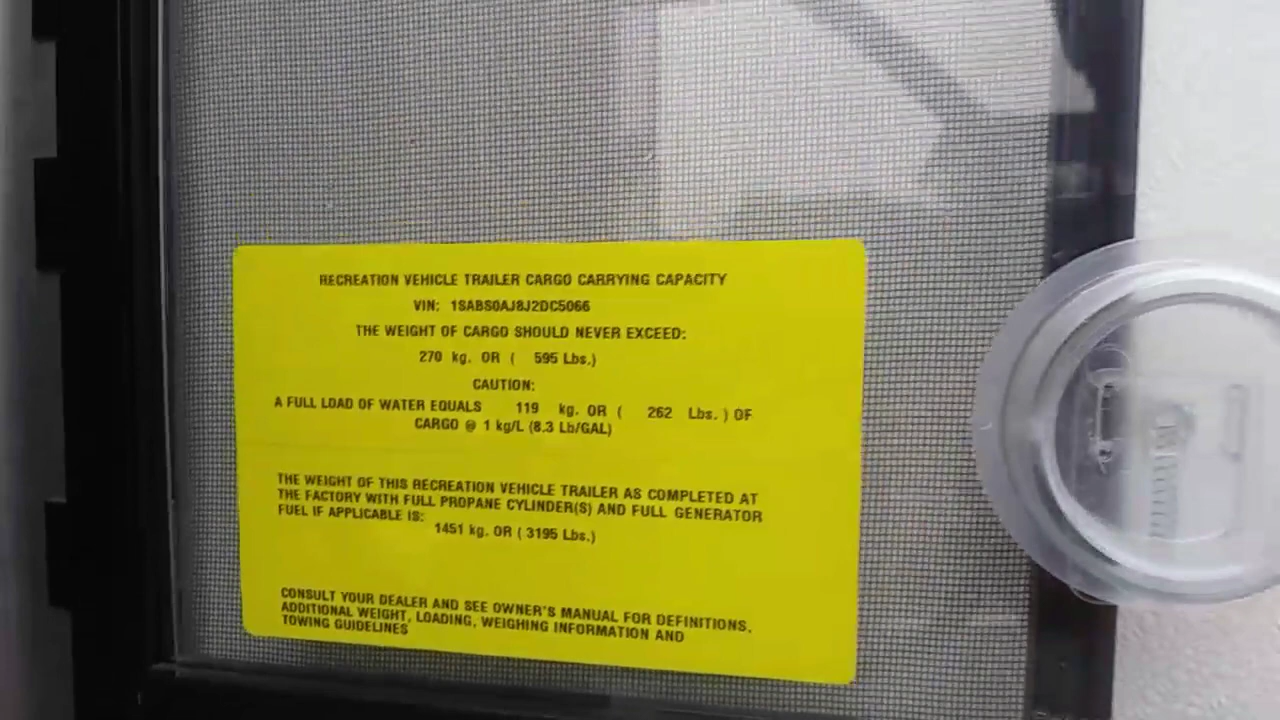 RECREATION VEHICLE TRAILER CARGO CARRYING CAPACITY
VIN: 1SABS0AJ8J2DC5066
THE WEIGHT OF CARGO SHOULD NEVER EXCEED:
270 kg. OR ( 595 Lbs.)
CAUTION:
A FULL LOAD OF WATER EQUALS 119 kg. OR ( 262 Lbs. ) OF
CARGO @ 1 kg/L (8.3 Lb/GAL)
THE WEIGHT OF THIS RECREATION VEHICLE TRAILER AS COMPLETED AT
THE FACTORY WITH FULL PROPANE CYLINDER(S) AND FULL GENERATOR
FUEL IF APPLICABLE IS:
1451 kg. OR ( 3195 Lbs.)
CONSULT YOUR DEALER AND SEE OWNER'S MANUAL FOR DEFINITIONS,
ADDITIONAL WEIGHT, LOADING, WEIGHING INFORMATION AND
TOWING GUIDELINES